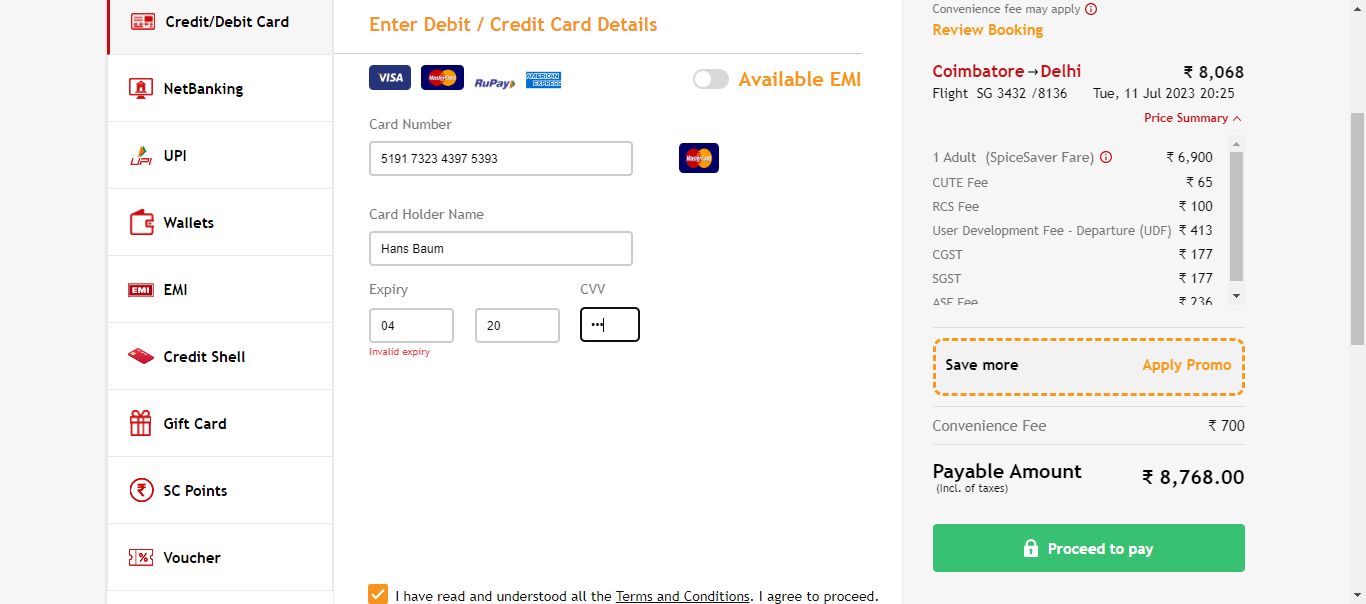 Credit/Debit Card
NetBanking
UPI
UPI
Wallets
EMI
EMI
Credit Shell
Gift Card
SC Points
Voucher
Enter Debit / Credit Card Details
VISA
MasterCard
RuPay
AMERICAN
EXPRESS
Available EMI
Card Number
5191 7323 4397 5393
MasterCard
Card Holder Name
Hans Baum
Expiry
CVV
04
20
•••
Invalid expiry
I have read and understood all the Terms and Conditions. I agree to proceed.
Convenience fee may apply
Review Booking
Coimbatore→Delhi ₹ 8,068
Flight SG 3432 /8136 Tue, 11 Jul 2023 20:25
Price Summary
1 Adult (SpiceSaver Fare) ₹ 6,900
CUTE Fee ₹ 65
RCS Fee ₹ 100
User Development Fee - Departure (UDF) ₹ 413
CGST ₹ 177
SGST ₹ 177
ASF Fee ₹ 236
Save more Apply Promo
Convenience Fee ₹ 700
Payable Amount ₹ 8,768.00
(Incl. of taxes)
Proceed to pay